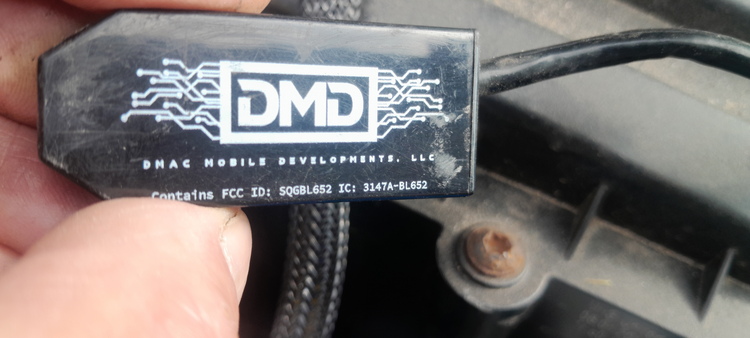 DMD
DMAC MOBILE DEVELOPMENTS, LLC
Contains FCC ID: SQGBL652 IC: 3147A-BL652